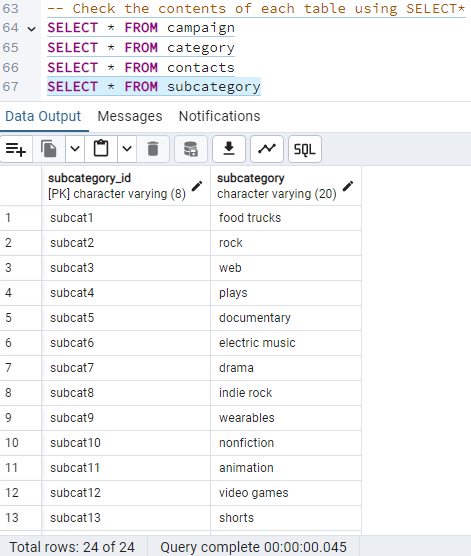 63 -- Check the contents of each table using SELECT*
64 SELECT * FROM campaign
65 SELECT * FROM category
66 SELECT * FROM contacts
67 SELECT * FROM subcategory
Data Output Messages Notifications
SQL
subcategory_id subcategory
[PK] character varying (8) character varying (20)
1 subcat1 food trucks
2 subcat2 rock
3 subcat3 web
4 subcat4 plays
5 subcat5 documentary
6 subcat6 electric music
7 subcat7 drama
8 subcat8 indie rock
9 subcat9 wearables
10 subcat10 nonfiction
11 subcat11 animation
12 subcat12 video games
13 subcat13 shorts
Total rows: 24 of 24 Query complete 00:00:00.045